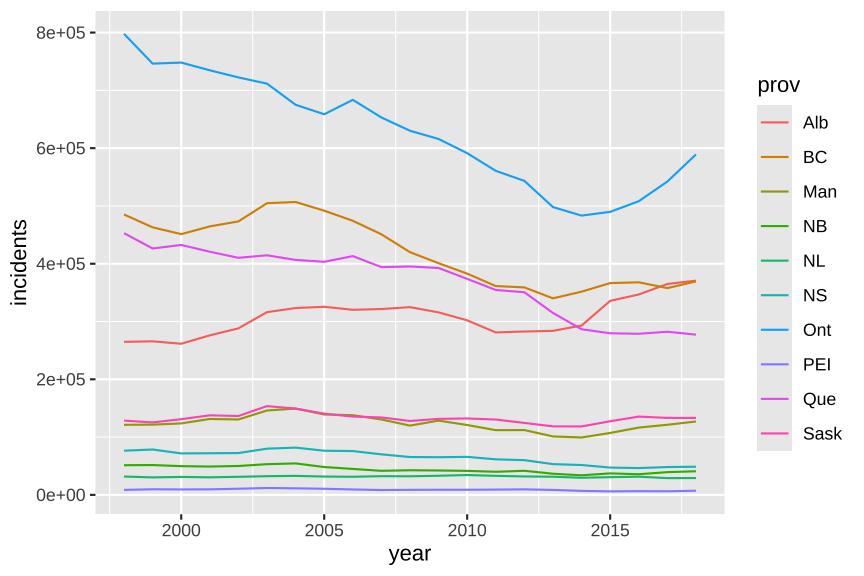 8e+05
6e+05
4e+05
2e+05
0e+00
incidents
2000 2005 2010 2015
year
prov
Alb
BC
Man
NB
NL
NS
Ont
PEI
Que
Sask